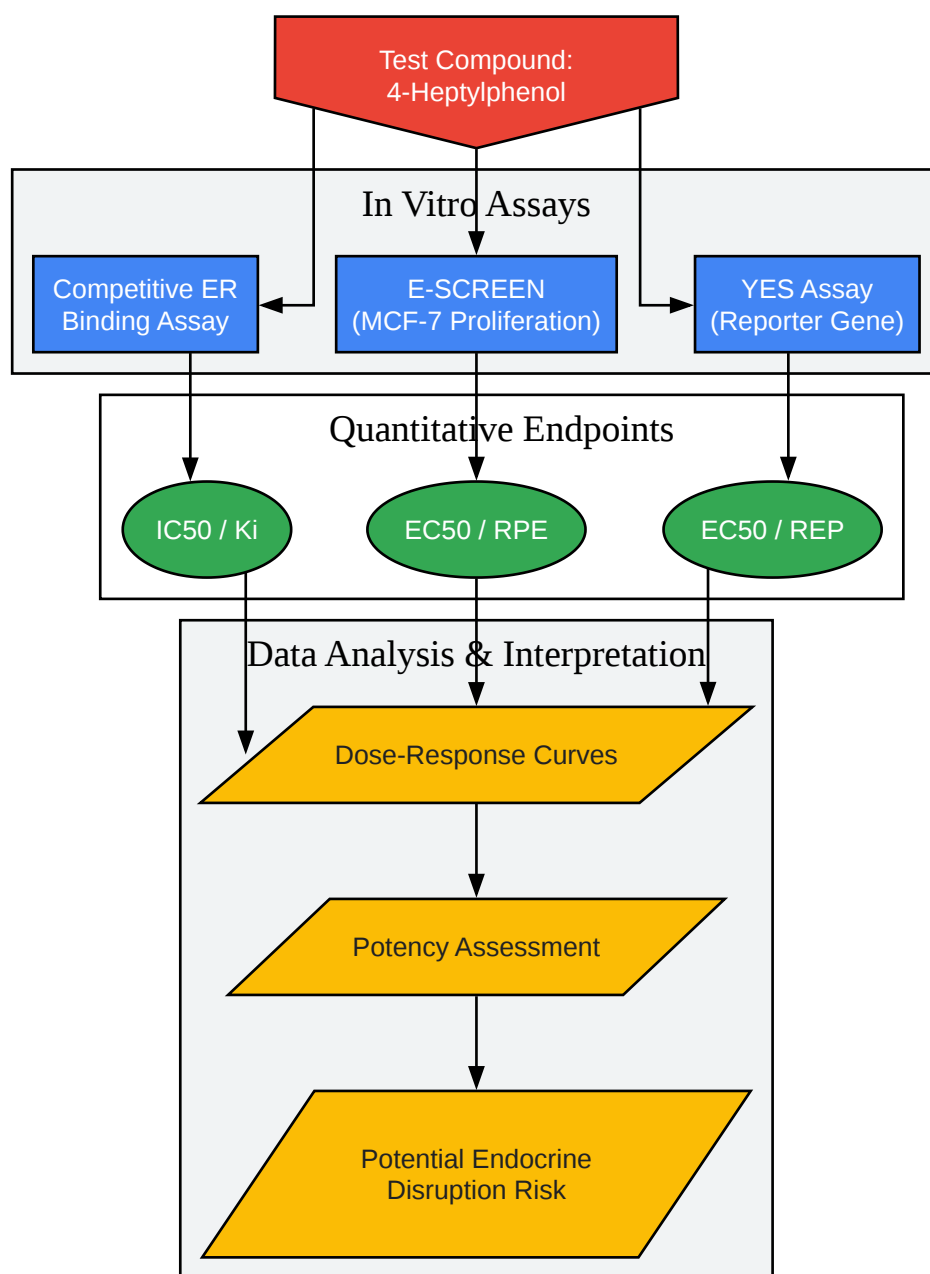 Test Compound:
4-Heptylphenol
In Vitro Assays
Competitive ER
Binding Assay
E-SCREEN
(MCF-7 Proliferation)
YES Assay
(Reporter Gene)
Quantitative Endpoints
IC50 / Ki
EC50 / RPE
EC50 / REP
Data Analysis & Interpretation
Dose-Response Curves
Potency Assessment
Potential Endocrine
Disruption Risk